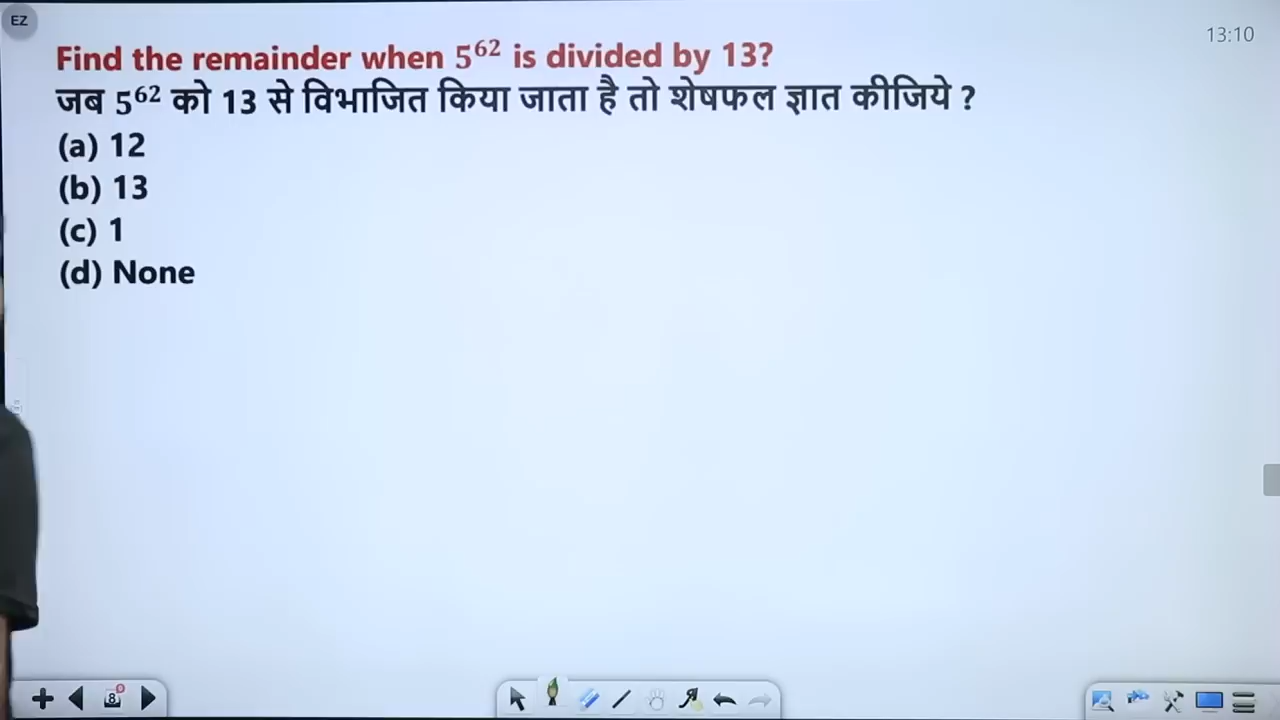 EZ
13:10
Find the remainder when 5⁶² is divided by 13?
जब 5⁶² को 13 से विभाजित किया जाता है तो शेषफल ज्ञात कीजिये ?
(a) 12
(b) 13
(c) 1
(d) None
8